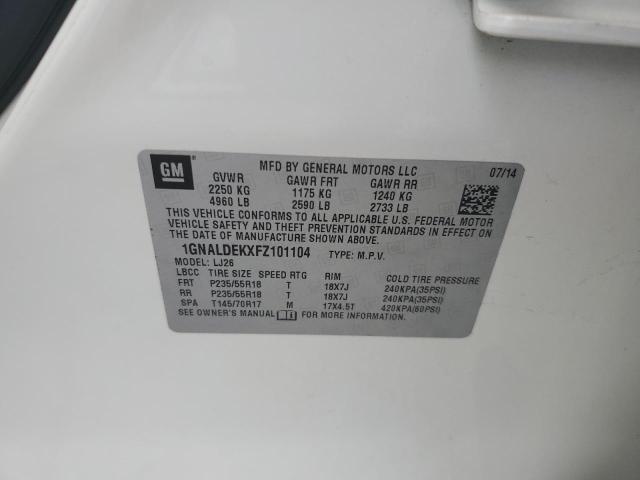 GM
MFD BY GENERAL MOTORS LLC 07/14
GVWR GAWR FRT GAWR RR
2250 KG 1175 KG 1240 KG
4960 LB 2590 LB 2733 LB
THIS VEHICLE CONFORMS TO ALL APPLICABLE U.S. FEDERAL MOTOR
VEHICLE SAFETY AND THEFT PREVENTION STANDARDS IN EFFECT ON
THE DATE OF MANUFACTURE SHOWN ABOVE.
1GNALDEKXFZ101104 TYPE: M.P.V.
MODEL: LJ26
LBCC TIRE SIZE SPEED RTG RIM COLD TIRE PRESSURE
FRT P235/55R18 T 18X7J 240KPA(35PSI)
RR P235/55R18 T 18X7J 240KPA(35PSI)
SPA T145/70R17 M 17X4.5T 420KPA(60PSI)
SEE OWNER'S MANUAL FOR MORE INFORMATION.